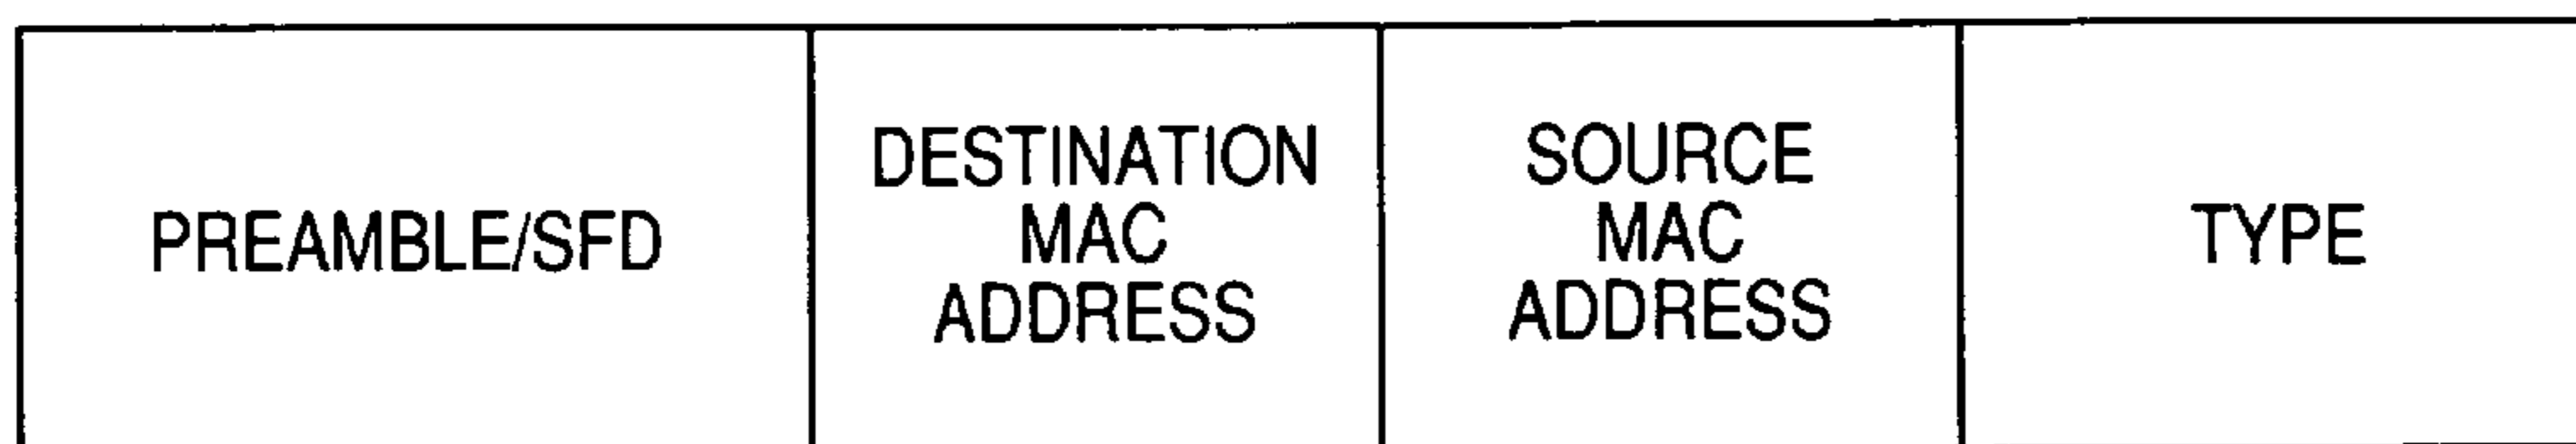 PREAMBLE/SFD
DESTINATION
MAC
ADDRESS
SOURCE
MAC
ADDRESS
TYPE